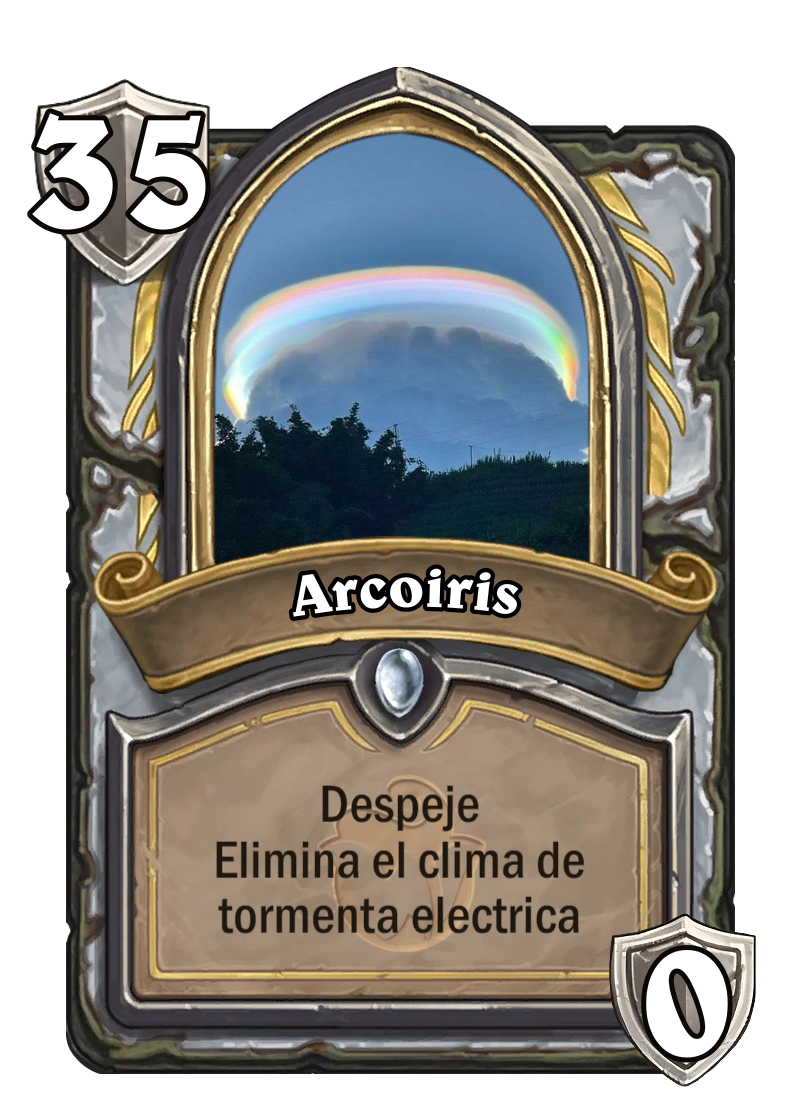 35
Arcoiris
Despeje
Elimina el clima de
tormenta electrica
0